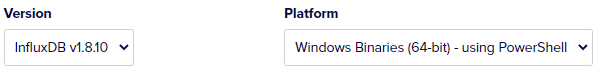 Version
Platform
InfluxDB v1.8.10
Windows Binaries (64-bit) - using PowerShell